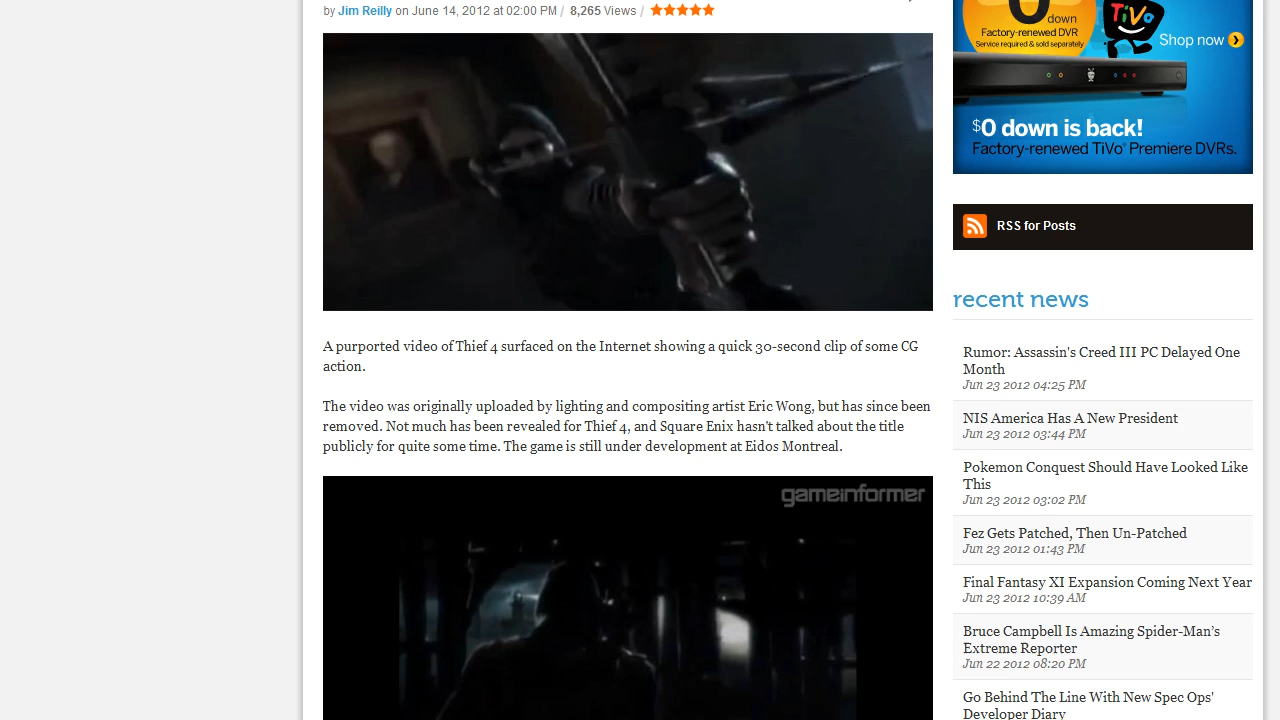 by Jim Reilly on June 14, 2012 at 02:00 PM / 8,265 Views /
A purported video of Thief 4 surfaced on the Internet showing a quick 30-second clip of some CG
action.
The video was originally uploaded by lighting and compositing artist Eric Wong, but has since been
removed. Not much has been revealed for Thief 4, and Square Enix hasn't talked about the title
publicly for quite some time. The game is still under development at Eidos Montreal.
gameinformer
0 down
Factory-renewed DVR
Service required & sold separately
TiVo
Shop now
$0 down is back!
Factory-renewed TiVo® Premiere DVRs.
RSS for Posts
recent news
Rumor: Assassin's Creed III PC Delayed One
Month
Jun 23 2012 04:25 PM
NIS America Has A New President
Jun 23 2012 03:44 PM
Pokemon Conquest Should Have Looked Like
This
Jun 23 2012 03:02 PM
Fez Gets Patched, Then Un-Patched
Jun 23 2012 01:43 PM
Final Fantasy XI Expansion Coming Next Year
Jun 23 2012 10:39 AM
Bruce Campbell Is Amazing Spider-Man’s
Extreme Reporter
Jun 22 2012 08:20 PM
Go Behind The Line With New Spec Ops'
Developer Diary